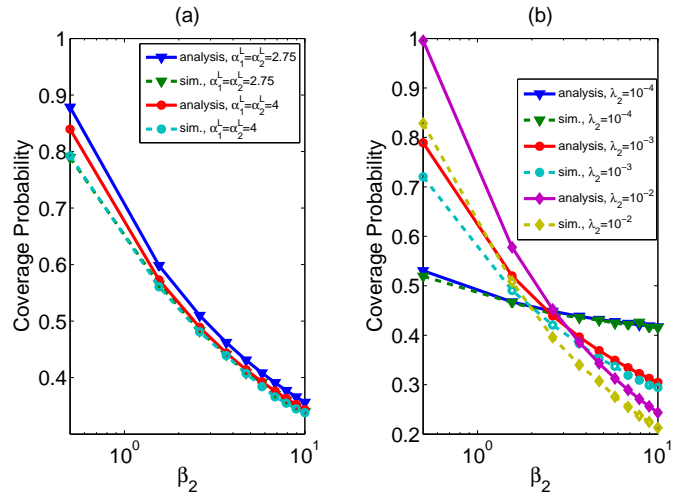 (a)
Coverage Probability
1
0.9
0.8
0.7
0.6
0.5
0.4
analysis, α₁ᴸ=α₂ᴸ=2.75
sim., α₁ᴸ=α₂ᴸ=2.75
analysis, α₁ᴸ=α₂ᴸ=4
sim., α₁ᴸ=α₂ᴸ=4
10⁰ 10¹
β₂
(b)
Coverage Probability
1
0.9
0.8
0.7
0.6
0.5
0.4
0.3
0.2
analysis, λ₂=10⁻⁴
sim., λ₂=10⁻⁴
analysis, λ₂=10⁻³
sim., λ₂=10⁻³
analysis, λ₂=10⁻²
sim., λ₂=10⁻²
10⁰ 10¹
β₂